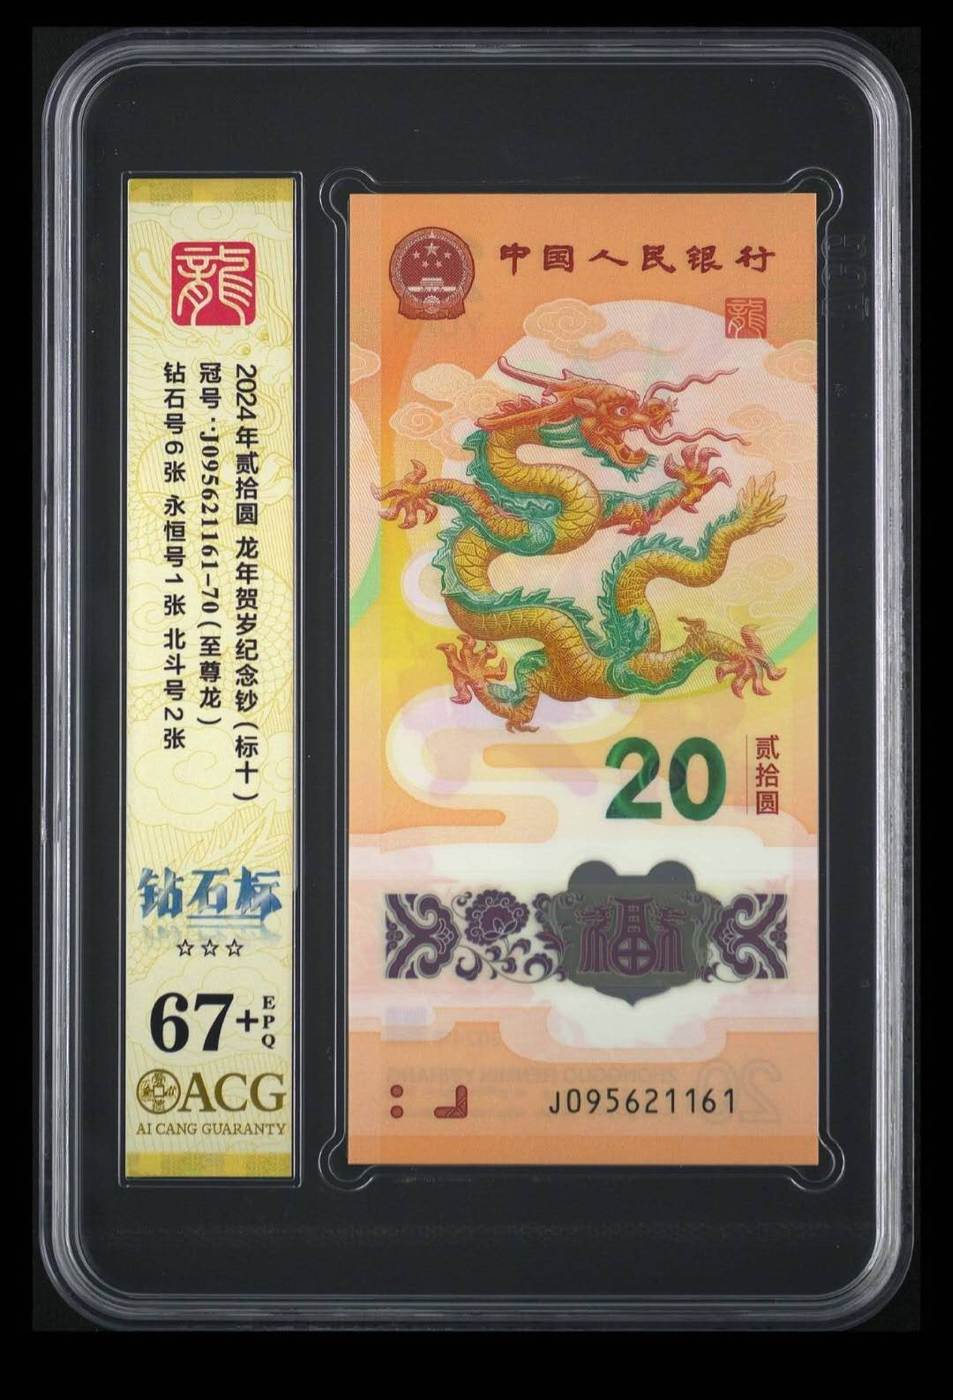 龍
2024年贰拾圆 龙年贺岁纪念钞(标十)
冠号:J095621161-70(至尊龙)
钻石号6张 永恒号1张 北斗号2张
钻石标
☆☆☆
67+EPQ
ACG
AI CANG GUARANTY
中国人民银行
龍
20
贰拾圆
福
J095621161